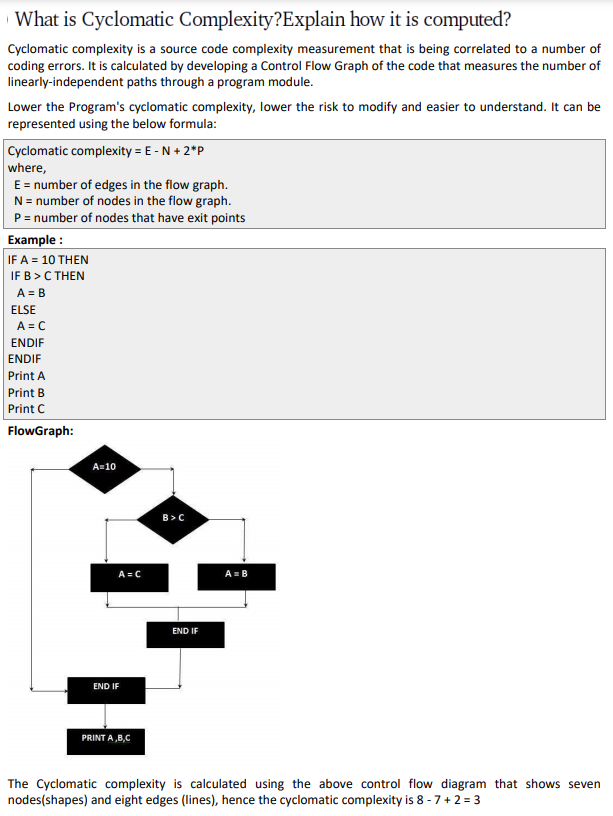 What is Cyclomatic Complexity?Explain how it is computed?
Cyclomatic complexity is a source code complexity measurement that is being correlated to a number of
coding errors. It is calculated by developing a Control Flow Graph of the code that measures the number of
linearly-independent paths through a program module.
Lower the Program's cyclomatic complexity, lower the risk to modify and easier to understand. It can be
represented using the below formula:
Cyclomatic complexity = E - N + 2*P
where,
E = number of edges in the flow graph.
N = number of nodes in the flow graph.
P = number of nodes that have exit points
Example :
IF A = 10 THEN
IF B > C THEN
A = B
ELSE
A = C
ENDIF
ENDIF
Print A
Print B
Print C
FlowGraph:
A=10
B > C
A = C
A = B
END IF
END IF
PRINT A ,B,C
The Cyclomatic complexity is calculated using the above control flow diagram that shows seven
nodes(shapes) and eight edges (lines), hence the cyclomatic complexity is 8 - 7 + 2 = 3